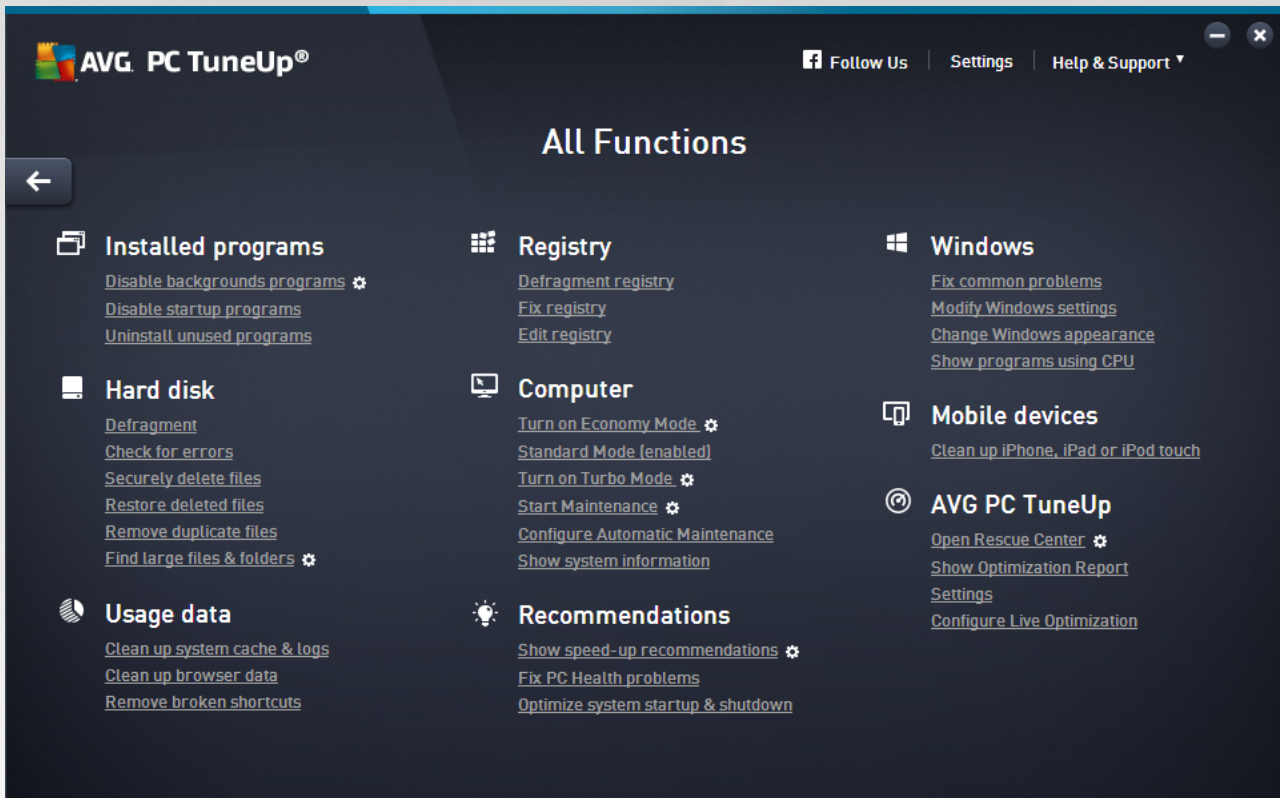 AVG PC TuneUp®
Follow Us
Settings
Help & Support
All Functions
Installed programs
Disable backgrounds programs
Disable startup programs
Uninstall unused programs
Hard disk
Defragment
Check for errors
Securely delete files
Restore deleted files
Remove duplicate files
Find large files & folders
Usage data
Clean up system cache & logs
Clean up browser data
Remove broken shortcuts
Registry
Defragment registry
Fix registry
Edit registry
Computer
Turn on Economy Mode
Standard Mode (enabled)
Turn on Turbo Mode
Start Maintenance
Configure Automatic Maintenance
Show system information
Recommendations
Show speed-up recommendations
Fix PC Health problems
Optimize system startup & shutdown
Windows
Fix common problems
Modify Windows settings
Change Windows appearance
Show programs using CPU
Mobile devices
Clean up iPhone, iPad or iPod touch
AVG PC TuneUp
Open Rescue Center
Show Optimization Report
Settings
Configure Live Optimization